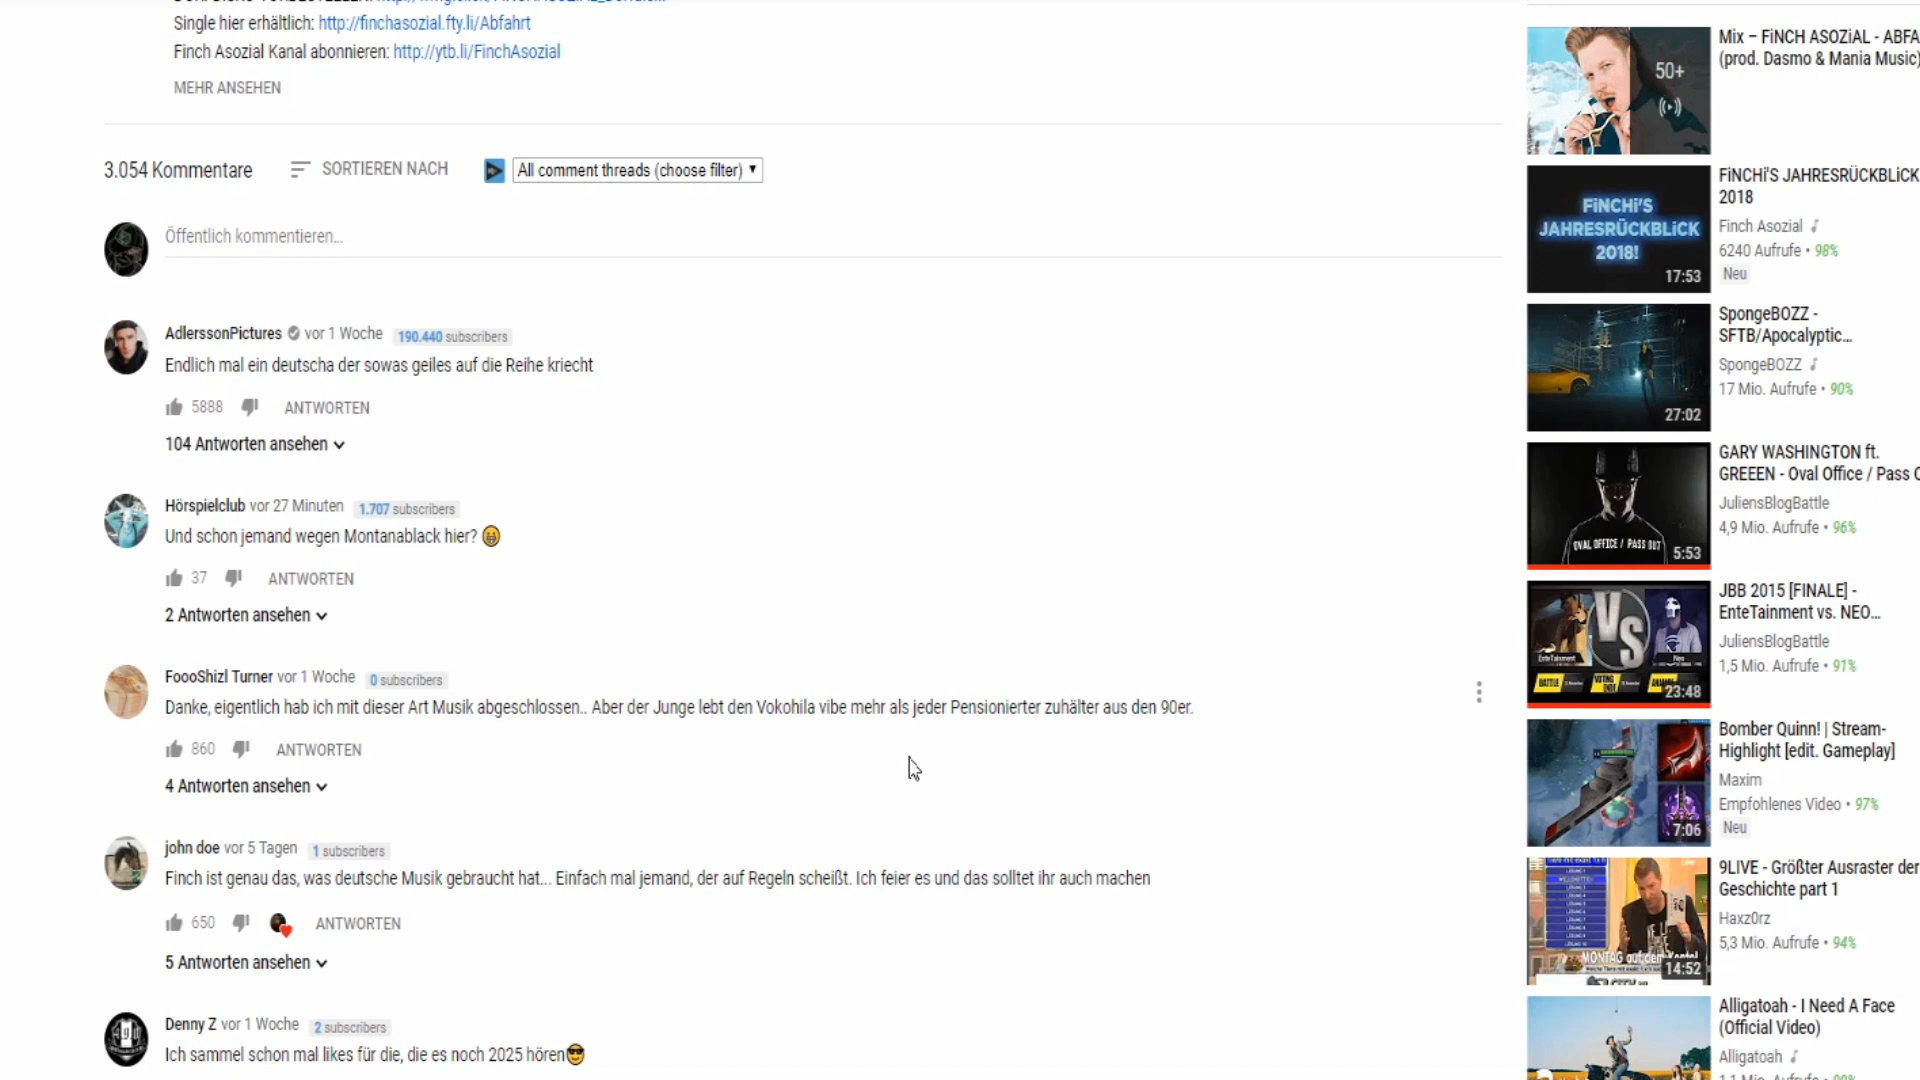 Single hier erhältlich: http://finchasozial.fty.li/Abfahrt
Finch Asozial Kanal abonnieren: http://ytb.li/FinchAsozial
MEHR ANSEHEN
3.054 Kommentare
SORTIEREN NACH
All comment threads (choose filter)
Öffentlich kommentieren...
AdlerssonPictures vor 1 Woche 190.440 subscribers
Endlich mal ein deutscha der sowas geiles auf die Reihe kriecht
5888 ANTWORTEN
104 Antworten ansehen
Hörspielclub vor 27 Minuten 1.707 subscribers
Und schon jemand wegen Montanablack hier? 😁
37 ANTWORTEN
2 Antworten ansehen
FoooShizl Turner vor 1 Woche 0 subscribers
Danke, eigentlich hab ich mit dieser Art Musik abgeschlossen.. Aber der Junge lebt den Vokohila vibe mehr als jeder Pensionierter zuhälter aus den 90er.
860 ANTWORTEN
4 Antworten ansehen
john doe vor 5 Tagen 1 subscribers
Finch ist genau das, was deutsche Musik gebraucht hat... Einfach mal jemand, der auf Regeln scheißt. Ich feier es und das solltet ihr auch machen
650 ANTWORTEN
5 Antworten ansehen
Denny Z vor 1 Woche 2 subscribers
Ich sammel schon mal likes für die, die es noch 2025 hören😎
50+
Mix – FiNCH ASOZiAL - ABFA
(prod. Dasmo & Mania Music)
FiNCHi'S
JAHRESRÜCKBLiCK
2018!
17:53
FiNCHi'S JAHRESRÜCKBLiCK
2018
Finch Asozial
6240 Aufrufe • 98%
Neu
27:02
SpongeBOZZ -
SFTB/Apocalyptic...
SpongeBOZZ
17 Mio. Aufrufe • 90%
OVAL OFFICE / PASS OUT
5:53
GARY WASHINGTON ft.
GREEEN - Oval Office / Pass O
JuliensBlogBattle
4,9 Mio. Aufrufe • 96%
VS
EnteTainment
Neo
BATTLE
VOTING
23:48
JBB 2015 [FINALE] -
EnteTainment vs. NEO...
JuliensBlogBattle
1,5 Mio. Aufrufe • 91%
7:06
Bomber Quinn! | Stream-
Highlight [edit. Gameplay]
Maxim
Empfohlenes Video • 97%
Neu
MONTAG auf dem
14:52
9LIVE - Größter Ausraster der
Geschichte part 1
Haxz0rz
5,3 Mio. Aufrufe • 94%
Alligatoah - I Need A Face
(Official Video)
Alligatoah